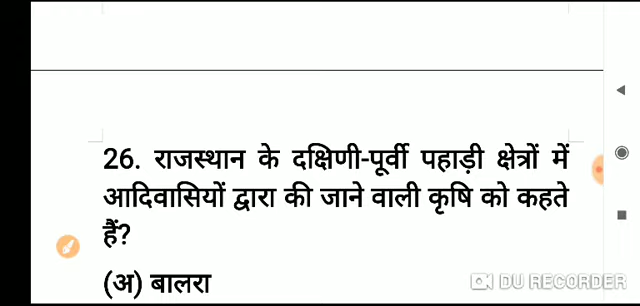 26. राजस्थान के दक्षिणी-पूर्वी पहाड़ी क्षेत्रों में
आदिवासियों द्वारा की जाने वाली कृषि को कहते
हैं?
(अ) बालरा
DU RECORDER